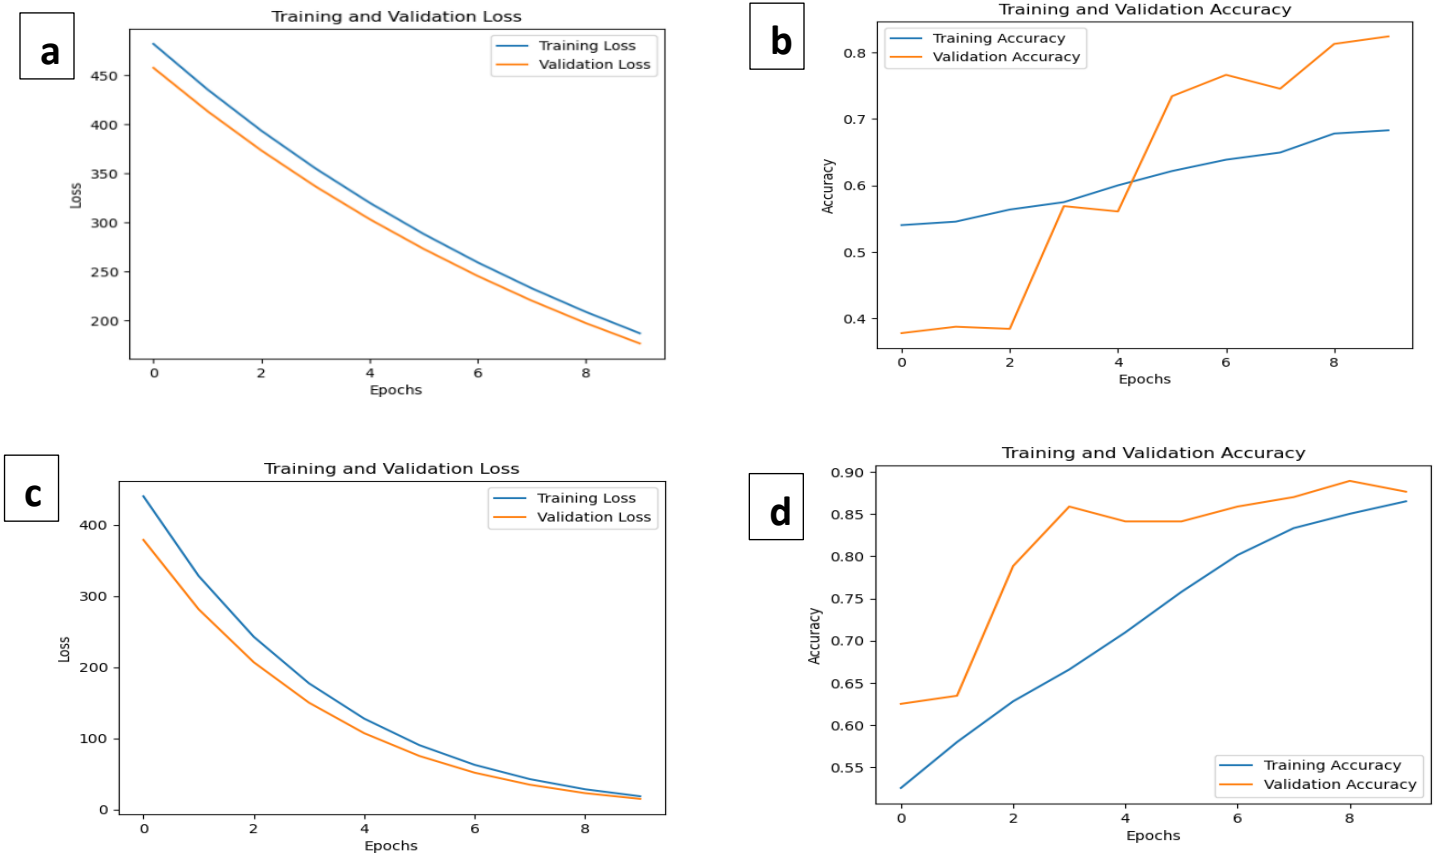 a
Training and Validation Loss
Training Loss
Validation Loss
450
400
350
300
250
200
Loss
0 2 4 6 8
Epochs
b
Training and Validation Accuracy
Training Accuracy
Validation Accuracy
0.8
0.7
0.6
0.5
0.4
Accuracy
0 2 4 6 8
Epochs
c
Training and Validation Loss
Training Loss
Validation Loss
400
300
200
100
0
Loss
0 2 4 6 8
Epochs
d
Training and Validation Accuracy
0.90
0.85
0.80
0.75
0.70
0.65
0.60
0.55
Accuracy
Training Accuracy
Validation Accuracy
0 2 4 6 8
Epochs